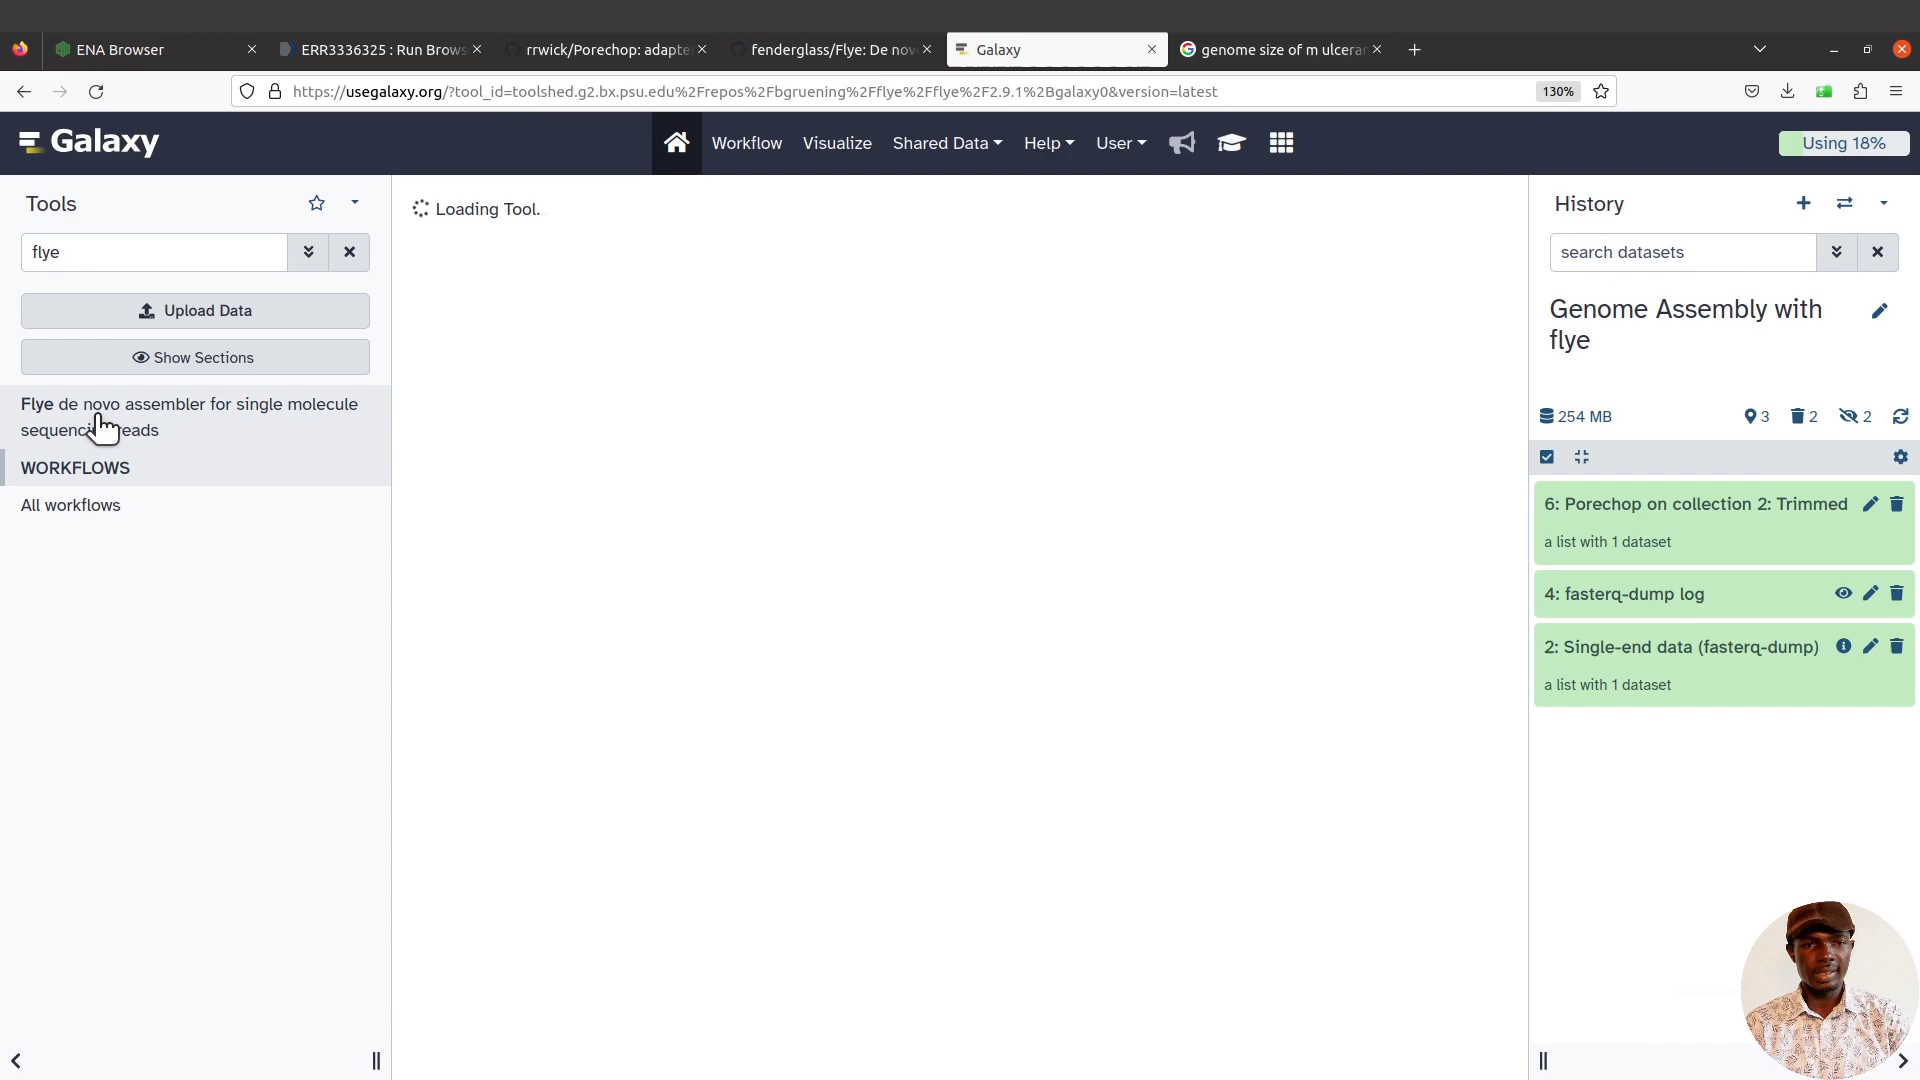 ENA Browser
ERR3336325 : Run Brows
rrwick/Porechop: adapte
fenderglass/Flye: De nov
Galaxy
genome size of m ulceran
https://usegalaxy.org/?tool_id=toolshed.g2.bx.psu.edu%2Frepos%2Fbgruening%2Fflye%2Fflye%2F2.9.1%2Bgalaxy0&version=latest
130%
Galaxy
Workflow
Visualize
Shared Data
Help
User
Using 18%
Tools
flye
Upload Data
Show Sections
Flye de novo assembler for single molecule
sequenci reads
WORKFLOWS
All workflows
Loading Tool.
History
search datasets
Genome Assembly with
flye
254 MB
3
2
2
6: Porechop on collection 2: Trimmed
a list with 1 dataset
4: fasterq-dump log
2: Single-end data (fasterq-dump)
a list with 1 dataset